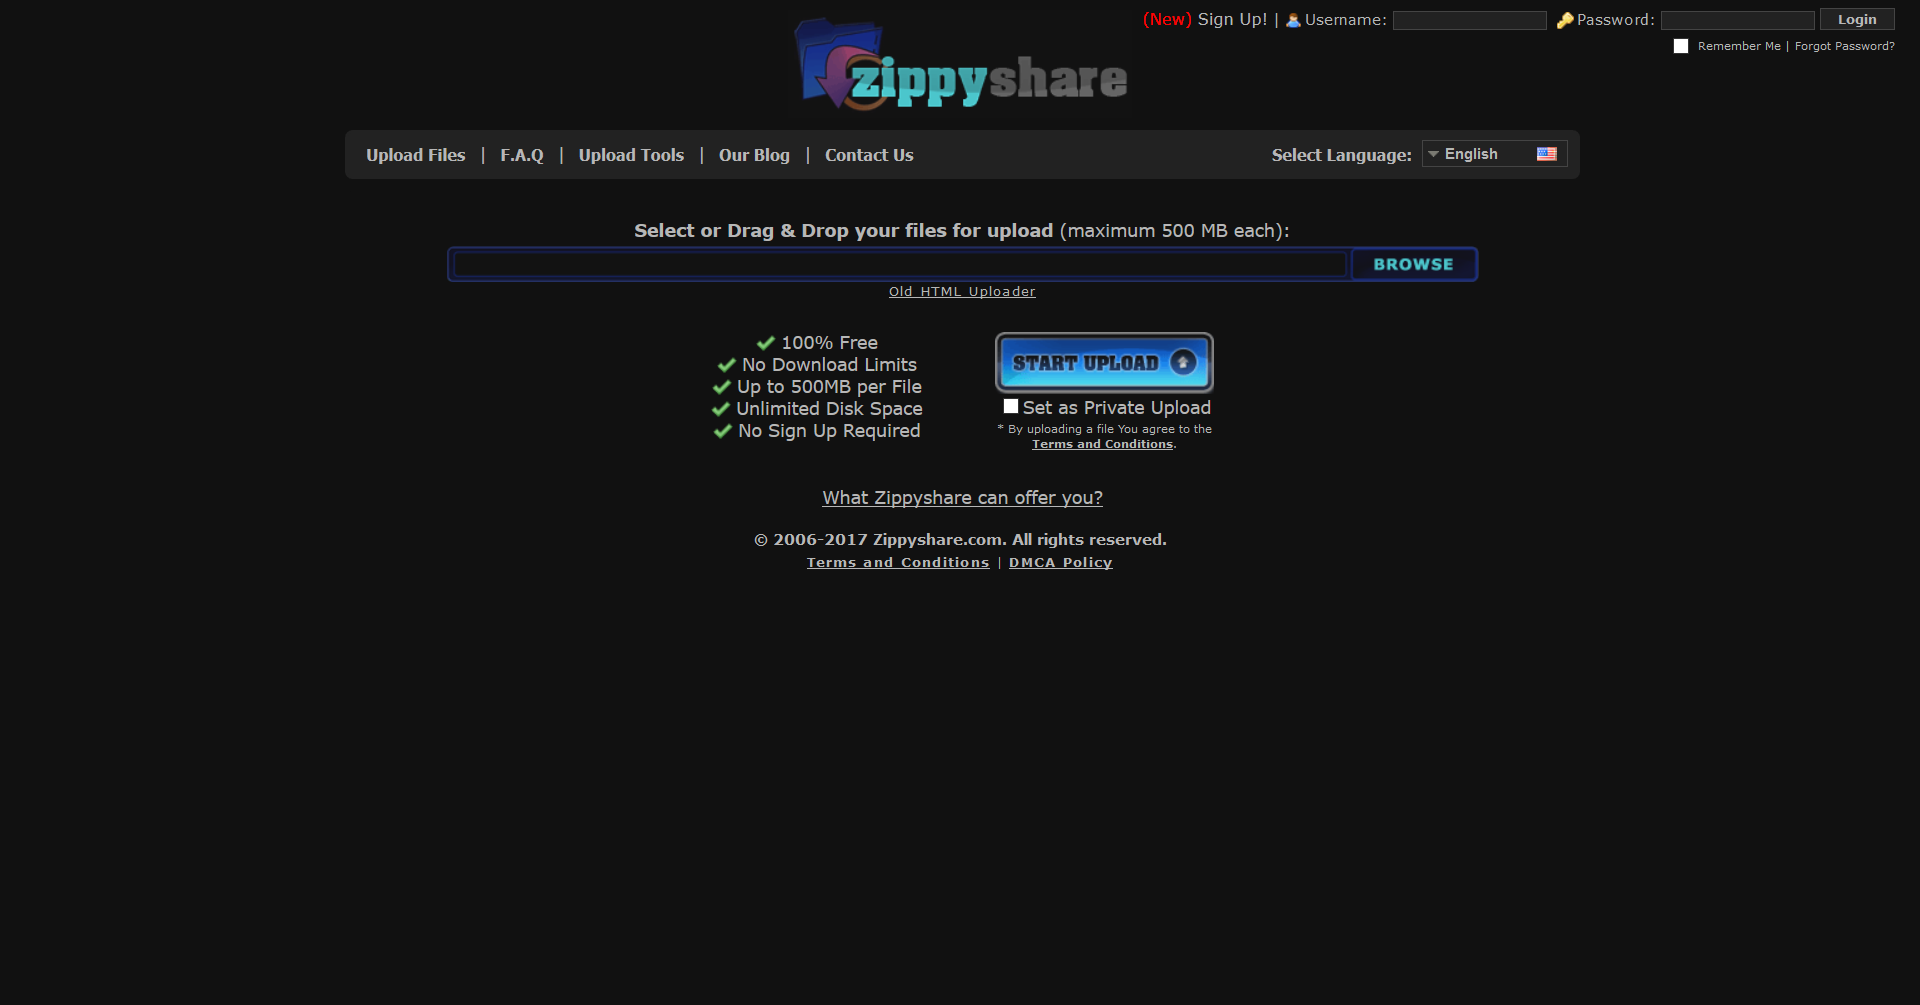 (New) Sign Up! | Username: Password: Login
Remember Me | Forgot Password?
zippyshare
Upload Files | F.A.Q | Upload Tools | Our Blog | Contact Us Select Language: English
Select or Drag & Drop your files for upload (maximum 500 MB each):
BROWSE
Old HTML Uploader
100% Free
No Download Limits
Up to 500MB per File
Unlimited Disk Space
No Sign Up Required
START UPLOAD
Set as Private Upload
* By uploading a file You agree to the
Terms and Conditions.
What Zippyshare can offer you?
© 2006-2017 Zippyshare.com. All rights reserved.
Terms and Conditions | DMCA Policy